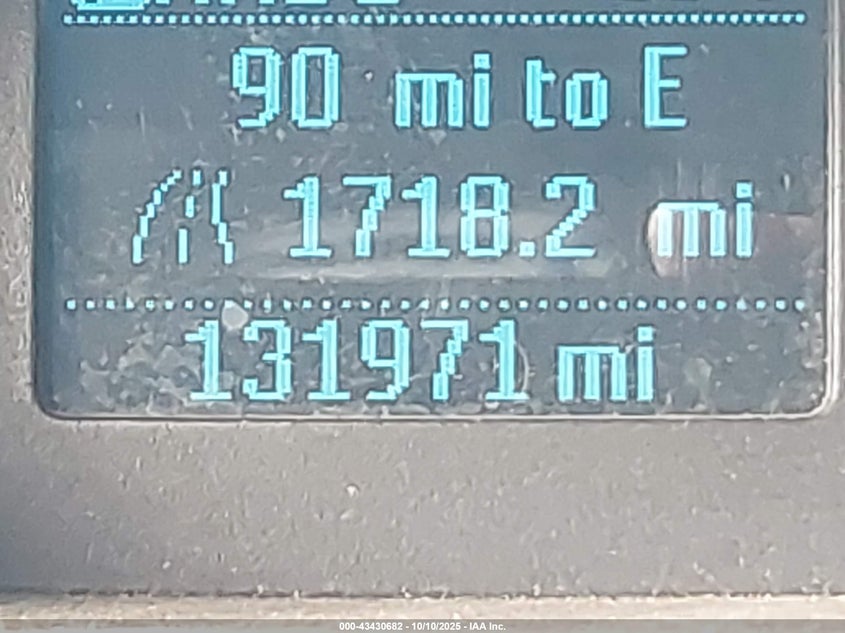 90 mi to E
1718.2 mi
131971 mi
000-43430682 - 10/10/2025 - IAA Inc.